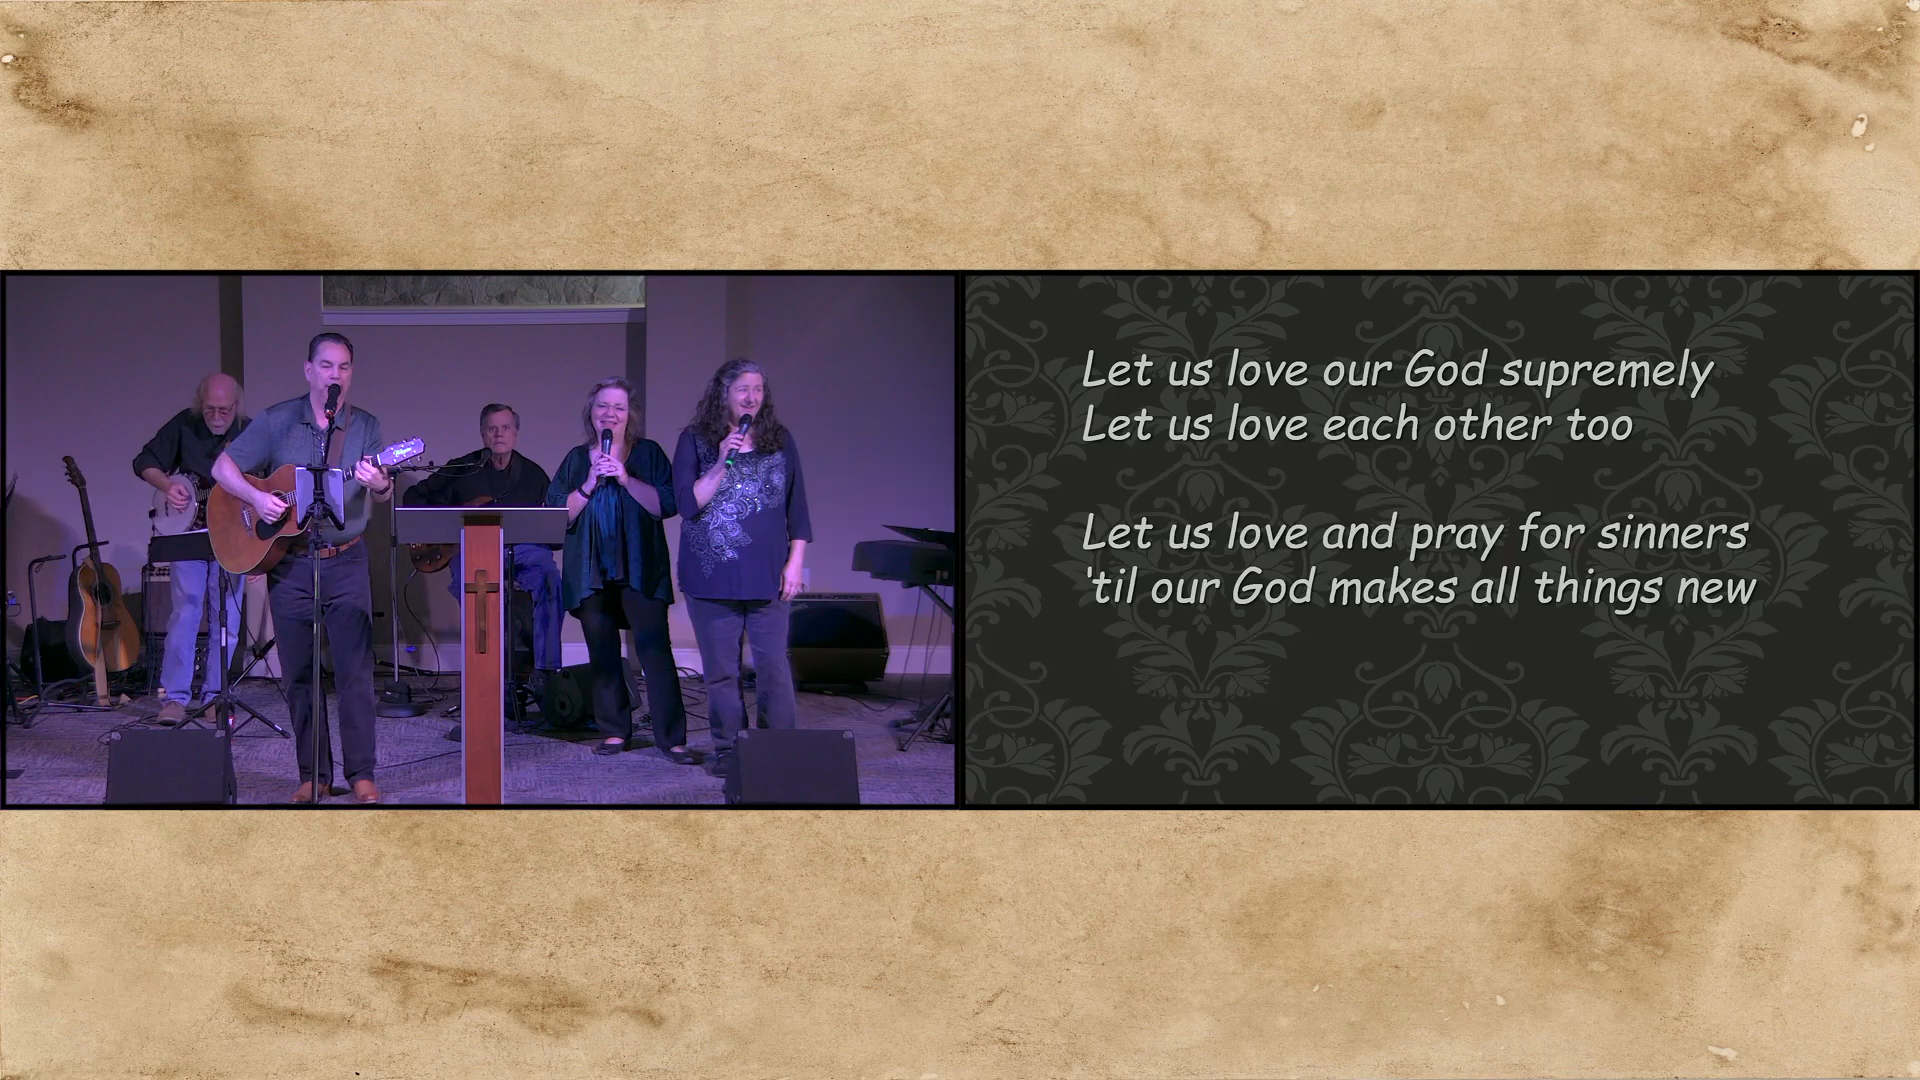 Let us love our God supremely
Let us love each other too
Let us love and pray for sinners
'til our God makes all things new